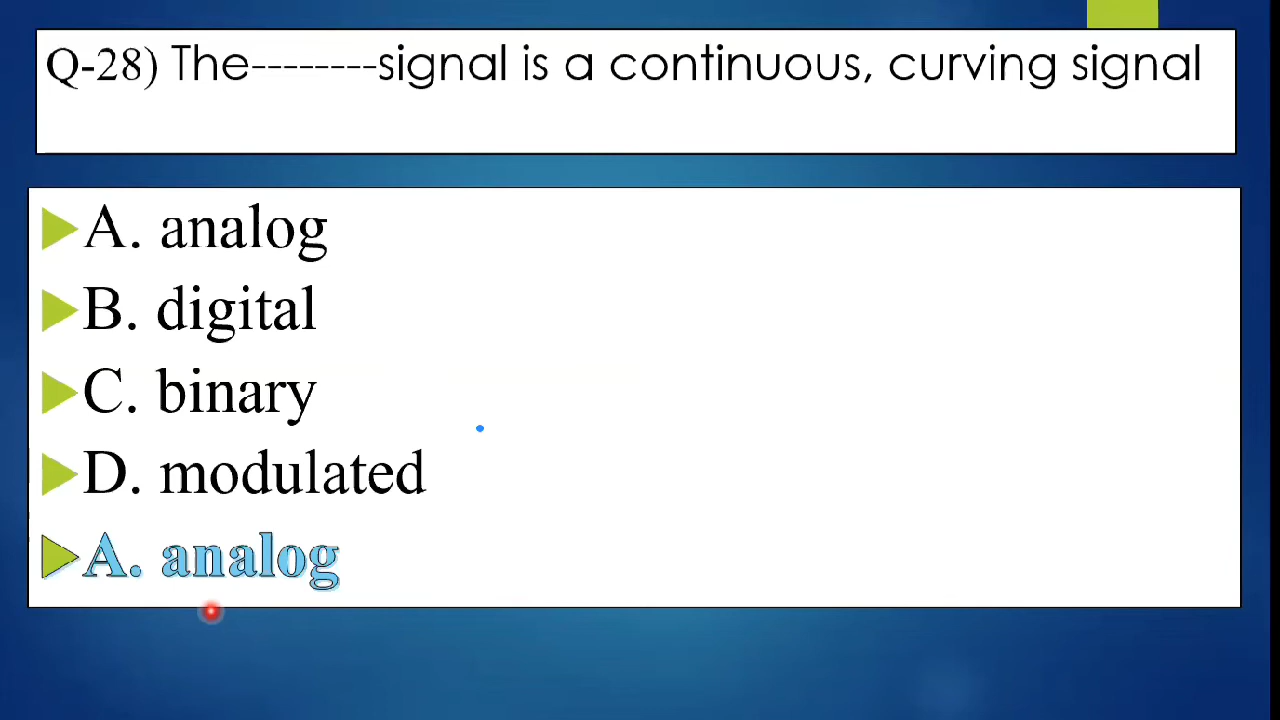 Q-28) The--------signal is a continuous, curving signal
A. analog
B. digital
C. binary
D. modulated
A. analog